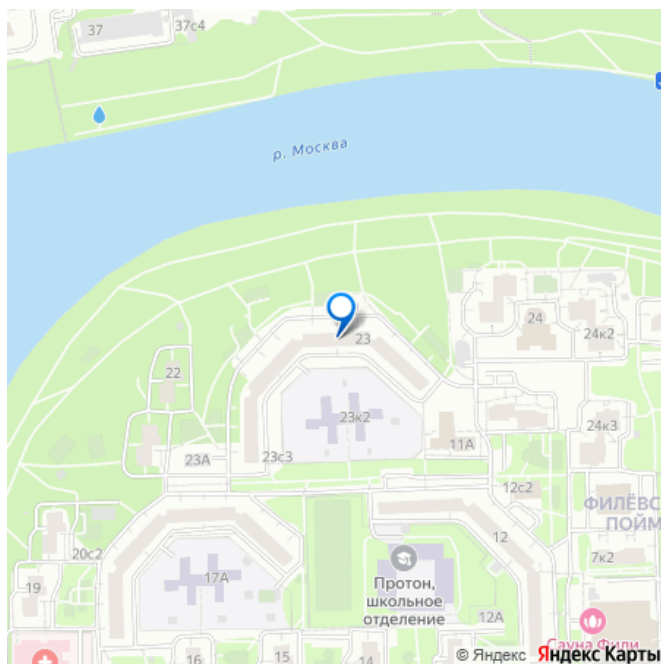 37
37с4
р. Москва
24
24к2
23
22
23к2
24к3
11А
23А
23с3
12с2
ФИЛЁВС
ПОЙМ
12
20с2
7к2
17А
Протон,
школьное
отделение
19
12А
Сауна Фили
16
15
14
© Яндекс Яндекс Карты